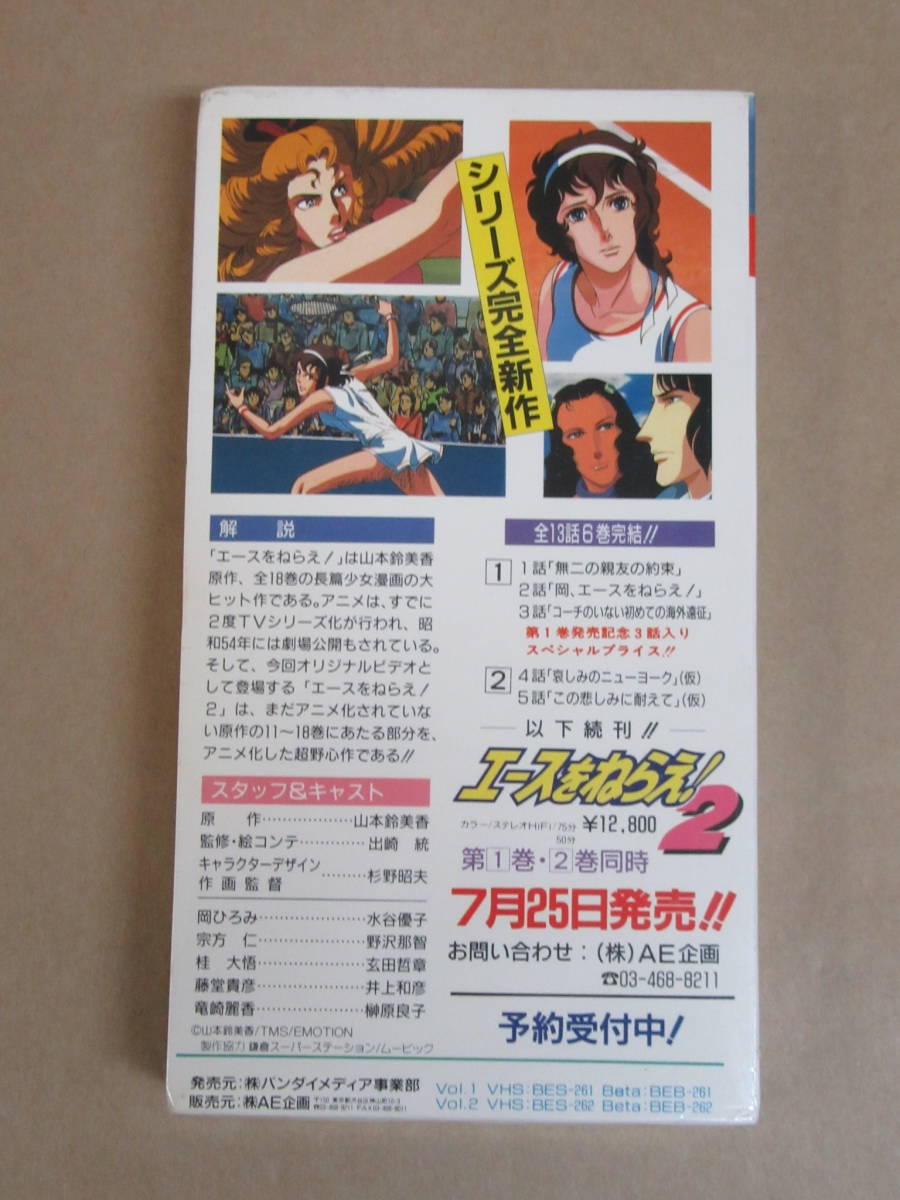 シリーズ完全新作
解説
「エースをねらえ!」は山本鈴美香
原作、全18巻の長篇少女漫画の大
ヒット作である。アニメは、すでに
2度TVシリーズ化が行われ、昭
和54年には劇場公開もされている。
そして、今回オリジナルビデオと
して登場する「エースをねらえ!
2」は、まだアニメ化されていな
い原作の11〜18巻にあたる部分を、
アニメ化した超野心作である!!
スタッフ&キャスト
原作……………山本鈴美香
監修・絵コンテ……………出崎 統
キャラクターデザイン
作画監督………杉野昭夫
岡ひろみ……………水谷優子
宗方 仁……………野沢那智
桂 大悟……………玄田哲章
藤堂貴彦……………井上和彦
竜崎麗香……………榊原良子
©山本鈴美香/TMS/EMOTION
製作協力 鎌倉スーパーステーション/ムービック
全13話6巻完結!!
1 1話「無二の親友の約束」
2話「岡、エースをねらえ!」
3話「コーチのいない初めての海外遠征」
第1巻発売記念3話入り
スペシャルプライス!!
2 4話「哀しみのニューヨーク」(仮)
5話「この悲しみに耐えて」(仮)
以下続刊!!
エースをねらえ!2
カラー/ステレオHiFi/75分 ¥12,800
50分
第1巻・2巻同時
7月25日発売!!
お問い合わせ:(株)AE企画
☎03-468-8211
予約受付中!
発売元:㈱バンダイメディア事業部
販売元:㈱AE企画
Vol.1 VHS:BES-261 Beta:BEB-261
Vol.2 VHS:BES-262 Beta:BEB-262